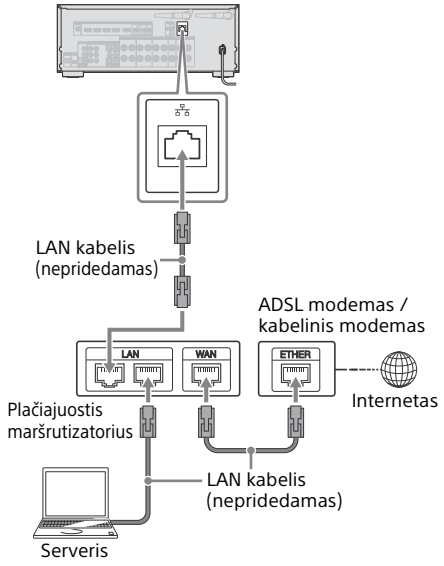 LAN kabelis
(nepridedamas)
ADSL modemas /
kabelinis modemas
LAN
WAN
ETHER
Internetas
Plačiajuostis
maršrutizatorius
LAN kabelis
(nepridedamas)
Serveris